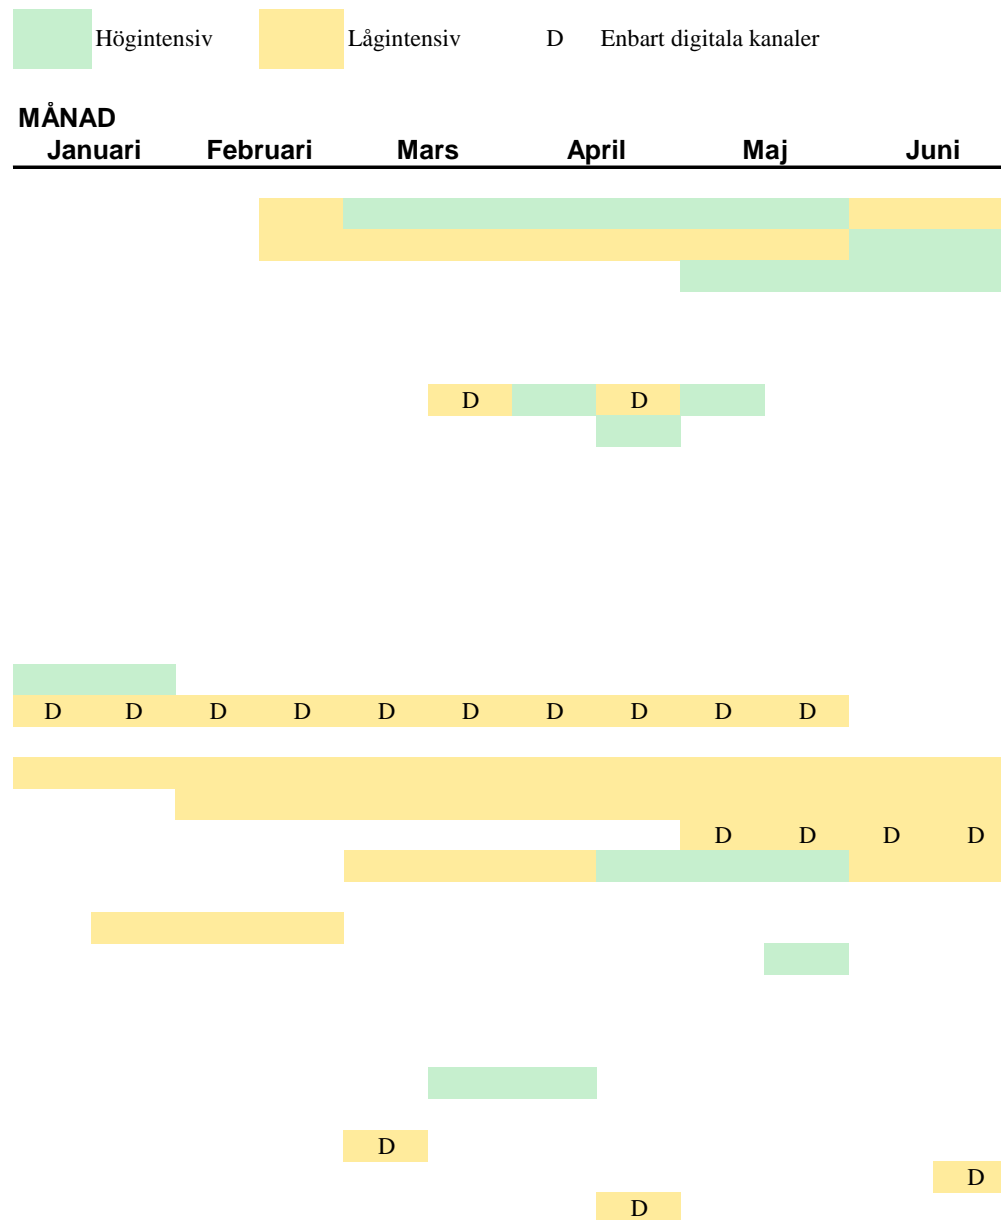 Högintensiv Lågintensiv D Enbart digitala kanaler
MÅNAD
Januari Februari Mars April Maj Juni
D D
D D D D D D D D D D
D D D D
D
D
D